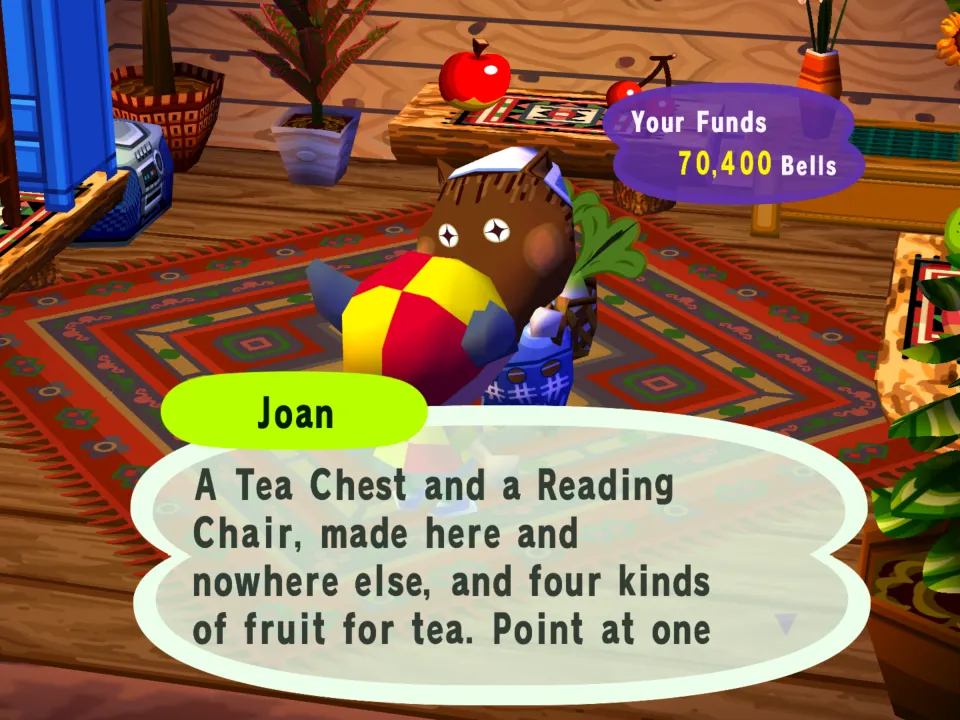 Your Funds
70,400 Bells
Joan
A Tea Chest and a Reading
Chair, made here and
nowhere else, and four kinds
of fruit for tea. Point at one